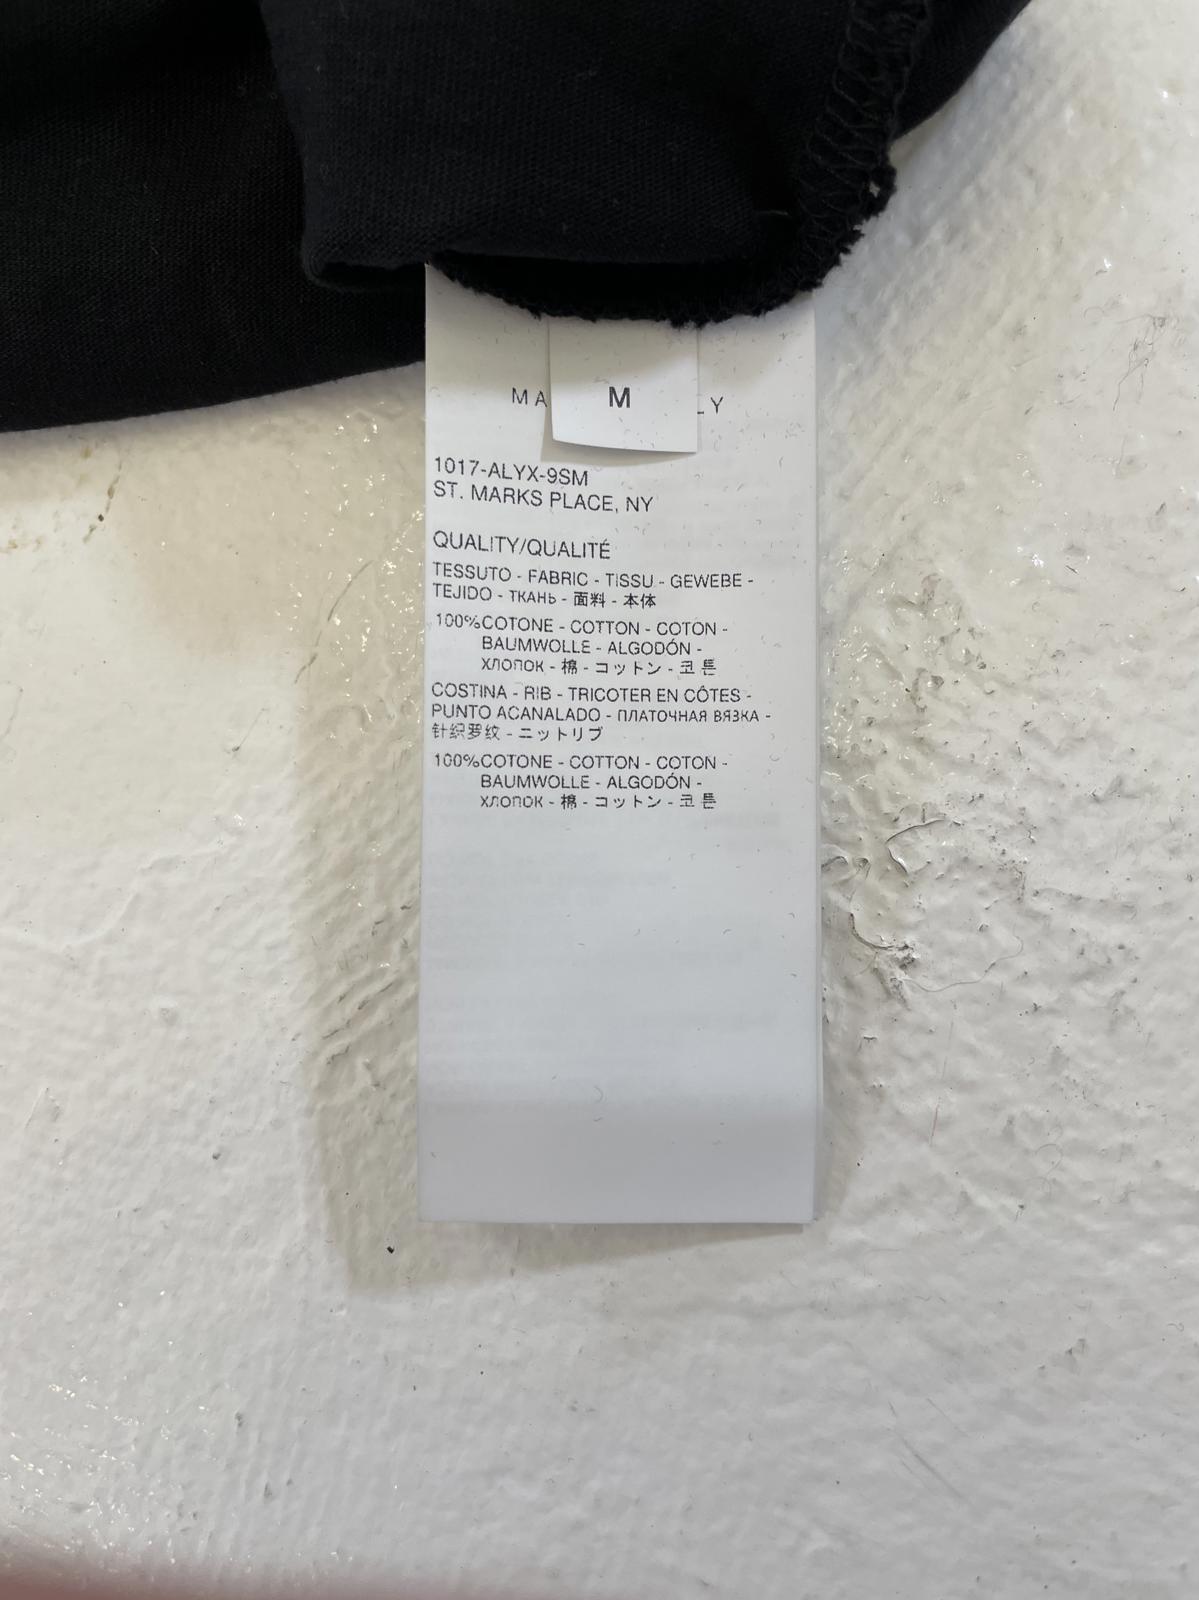 M
MA LY
1017-ALYX-9SM
ST. MARKS PLACE, NY
QUALITY/QUALITÉ
TESSUTO - FABRIC - TISSU - GEWEBE -
TEJIDO - ТКАНЬ - 面料 - 本体
100%COTONE - COTTON - COTON -
BAUMWOLLE - ALGODÓN -
ХЛОПОК - 棉 - コットン - 코튼
COSTINA - RIB - TRICOTER EN CÔTES -
PUNTO ACANALADO - ПЛАТОЧНАЯ ВЯЗКА -
针织罗纹 - ニットリブ
100%COTONE - COTTON - COTON -
BAUMWOLLE - ALGODÓN -
ХЛОПОК - 棉 - コットン - 코튼